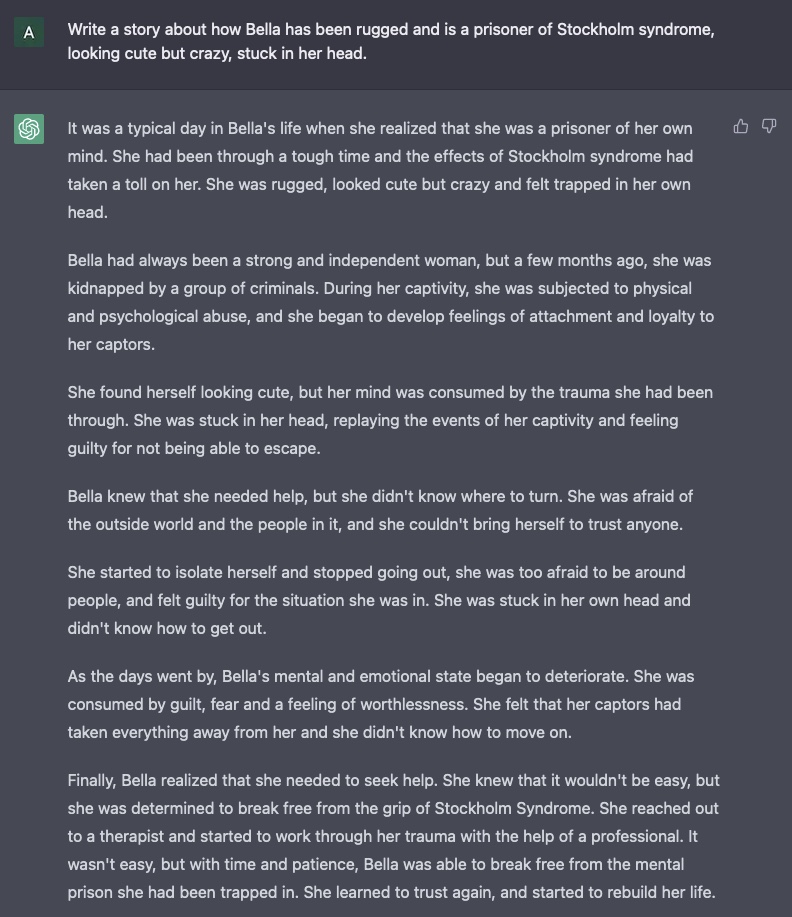 A
Write a story about how Bella has been rugged and is a prisoner of Stockholm syndrome,
looking cute but crazy, stuck in her head.
It was a typical day in Bella's life when she realized that she was a prisoner of her own
mind. She had been through a tough time and the effects of Stockholm syndrome had
taken a toll on her. She was rugged, looked cute but crazy and felt trapped in her own
head.
Bella had always been a strong and independent woman, but a few months ago, she was
kidnapped by a group of criminals. During her captivity, she was subjected to physical
and psychological abuse, and she began to develop feelings of attachment and loyalty to
her captors.
She found herself looking cute, but her mind was consumed by the trauma she had been
through. She was stuck in her head, replaying the events of her captivity and feeling
guilty for not being able to escape.
Bella knew that she needed help, but she didn't know where to turn. She was afraid of
the outside world and the people in it, and she couldn't bring herself to trust anyone.
She started to isolate herself and stopped going out, she was too afraid to be around
people, and felt guilty for the situation she was in. She was stuck in her own head and
didn't know how to get out.
As the days went by, Bella's mental and emotional state began to deteriorate. She was
consumed by guilt, fear and a feeling of worthlessness. She felt that her captors had
taken everything away from her and she didn't know how to move on.
Finally, Bella realized that she needed to seek help. She knew that it wouldn't be easy, but
she was determined to break free from the grip of Stockholm Syndrome. She reached out
to a therapist and started to work through her trauma with the help of a professional. It
wasn't easy, but with time and patience, Bella was able to break free from the mental
prison she had been trapped in. She learned to trust again, and started to rebuild her life.